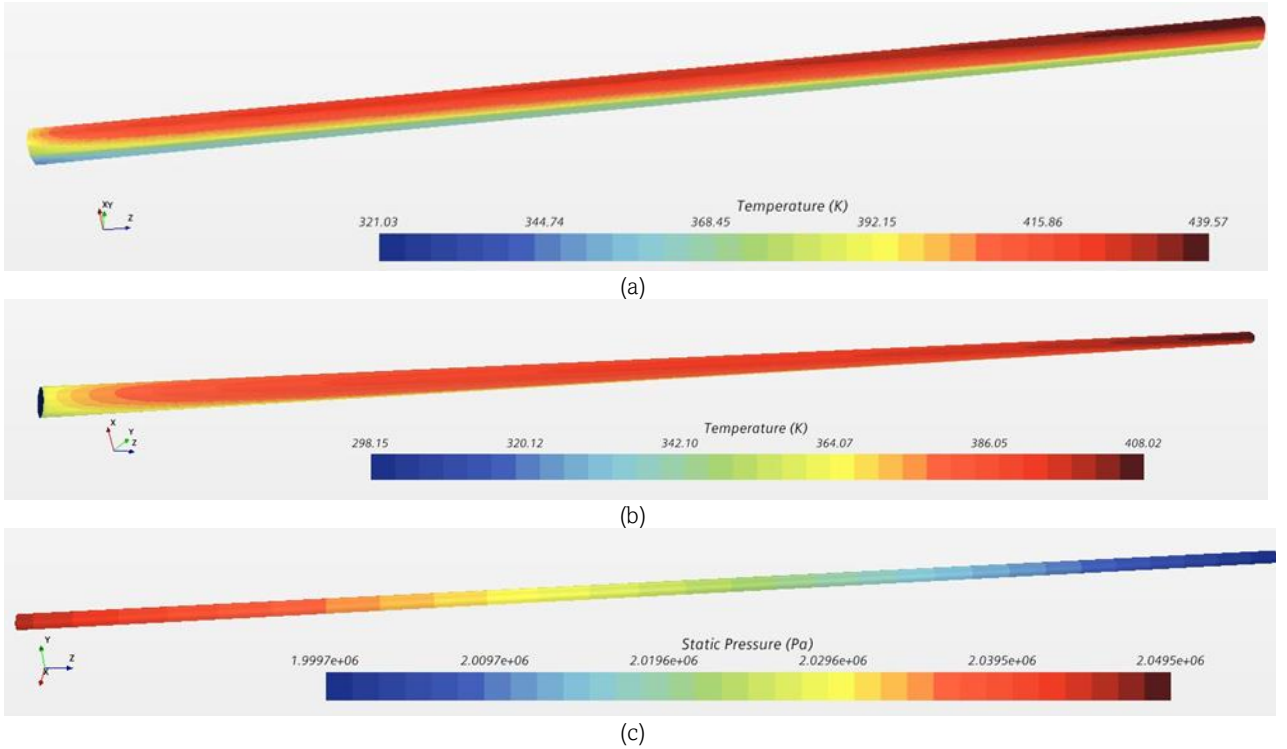 XY
Z
Temperature (K)
321.03 344.74 368.45 392.15 415.86 439.57
(a)
X
Y
Z
Temperature (K)
298.15 320.12 342.10 364.07 386.05 408.02
(b)
Y
Z
X
Static Pressure (Pa)
1.9997e+06 2.0097e+06 2.0196e+06 2.0296e+06 2.0395e+06 2.0495e+06
(c)